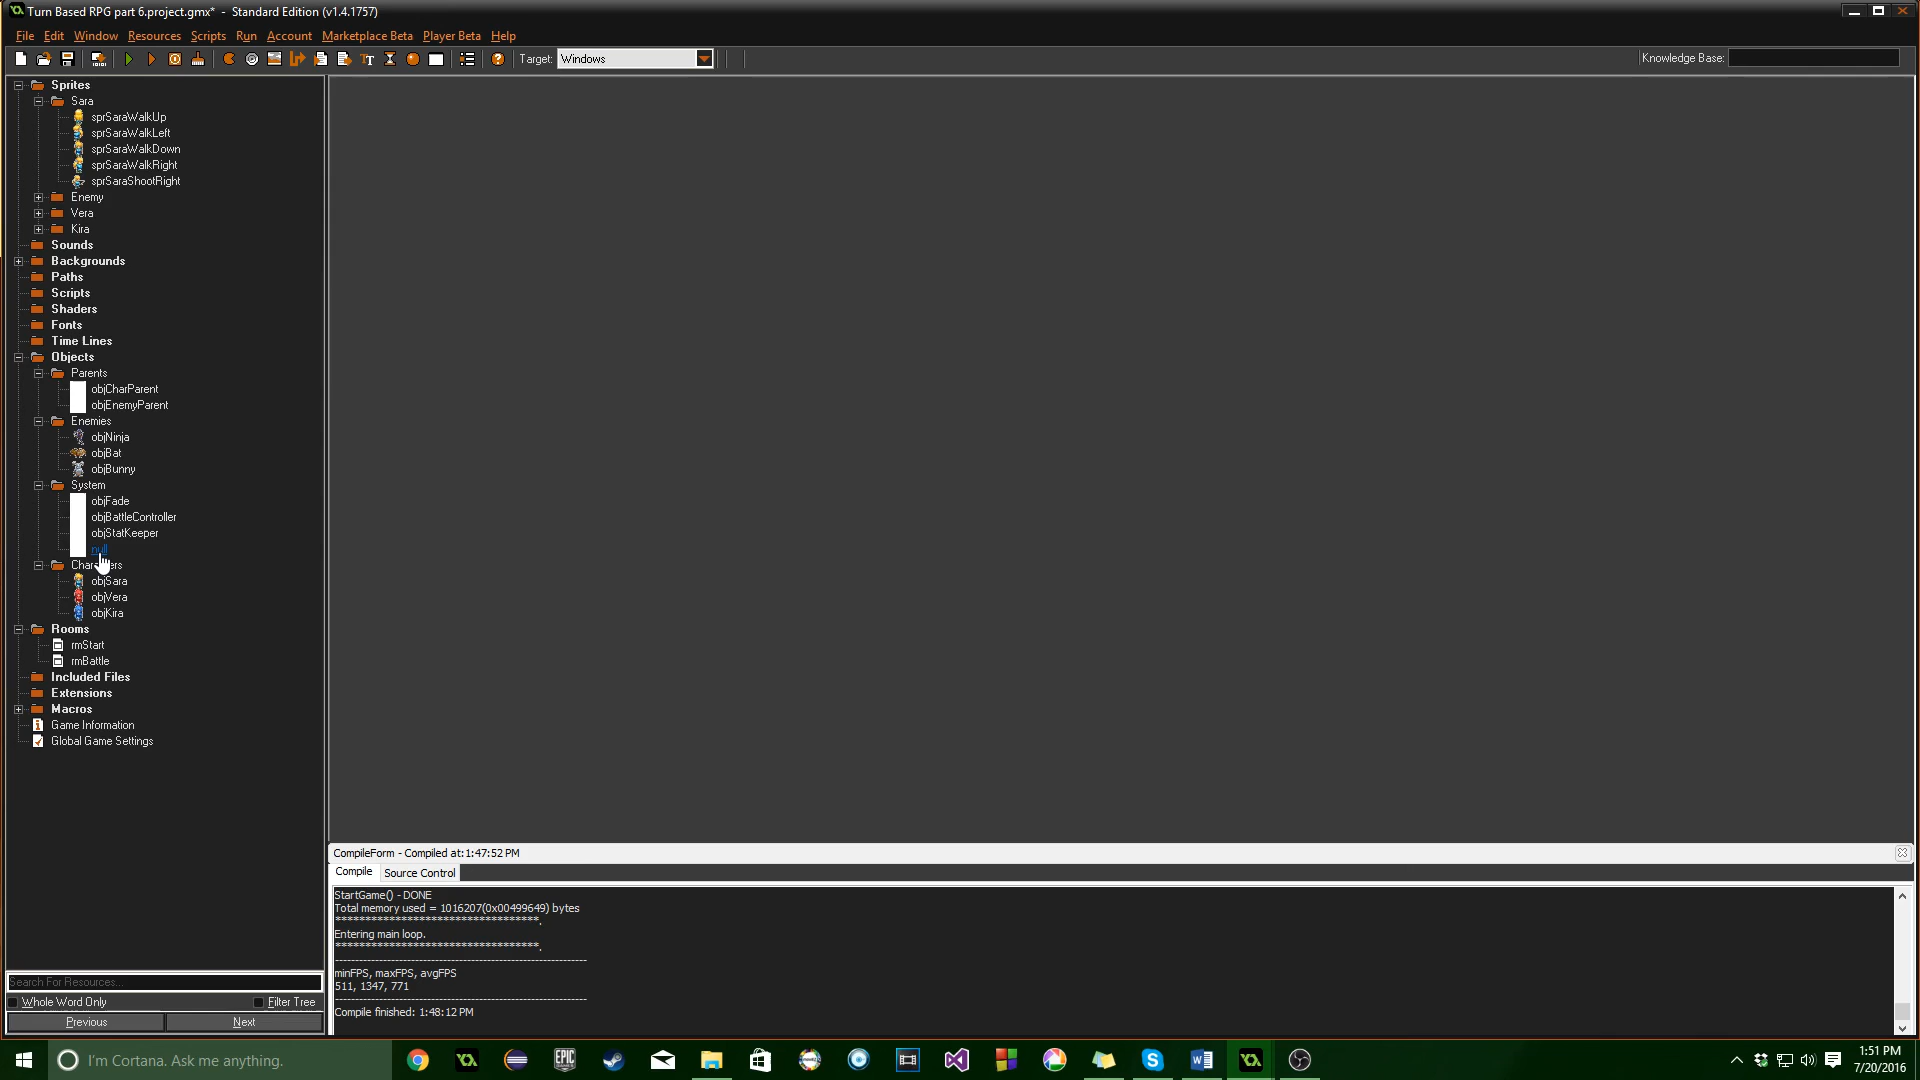 Turn Based RPG part 6.project.gmx* - Standard Edition (v1.4.1757)
File Edit Window Resources Scripts Run Account Marketplace Beta Player Beta Help
Target: Windows Knowledge Base:
Sprites
Sara
sprSaraWalkUp
sprSaraWalkLeft
sprSaraWalkDown
sprSaraWalkRight
sprSaraShootRight
Enemy
Vera
Kira
Sounds
Backgrounds
Paths
Scripts
Shaders
Fonts
Time Lines
Objects
Parents
objCharParent
objEnemyParent
Enemies
objNinja
objBat
objBunny
System
objFade
objBattleController
objStatKeeper
null
objSara
objVera
objKira
Rooms
rmStart
rmBattle
Included Files
Extensions
Macros
Game Information
Global Game Settings
Search For Resources...
Whole Word Only Filter Tree
Previous Next
CompileForm - Compiled at:1:47:52 PM
Compile Source Control
StartGame() - DONE
Total memory used = 1016207(0x00499649) bytes
**********************************.
Entering main loop.
**********************************.
minFPS, maxFPS, avgFPS
511, 1347, 771
Compile finished: 1:48:12 PM
I'm Cortana. Ask me anything.
EPIC GAMES
1:51 PM
7/20/2016